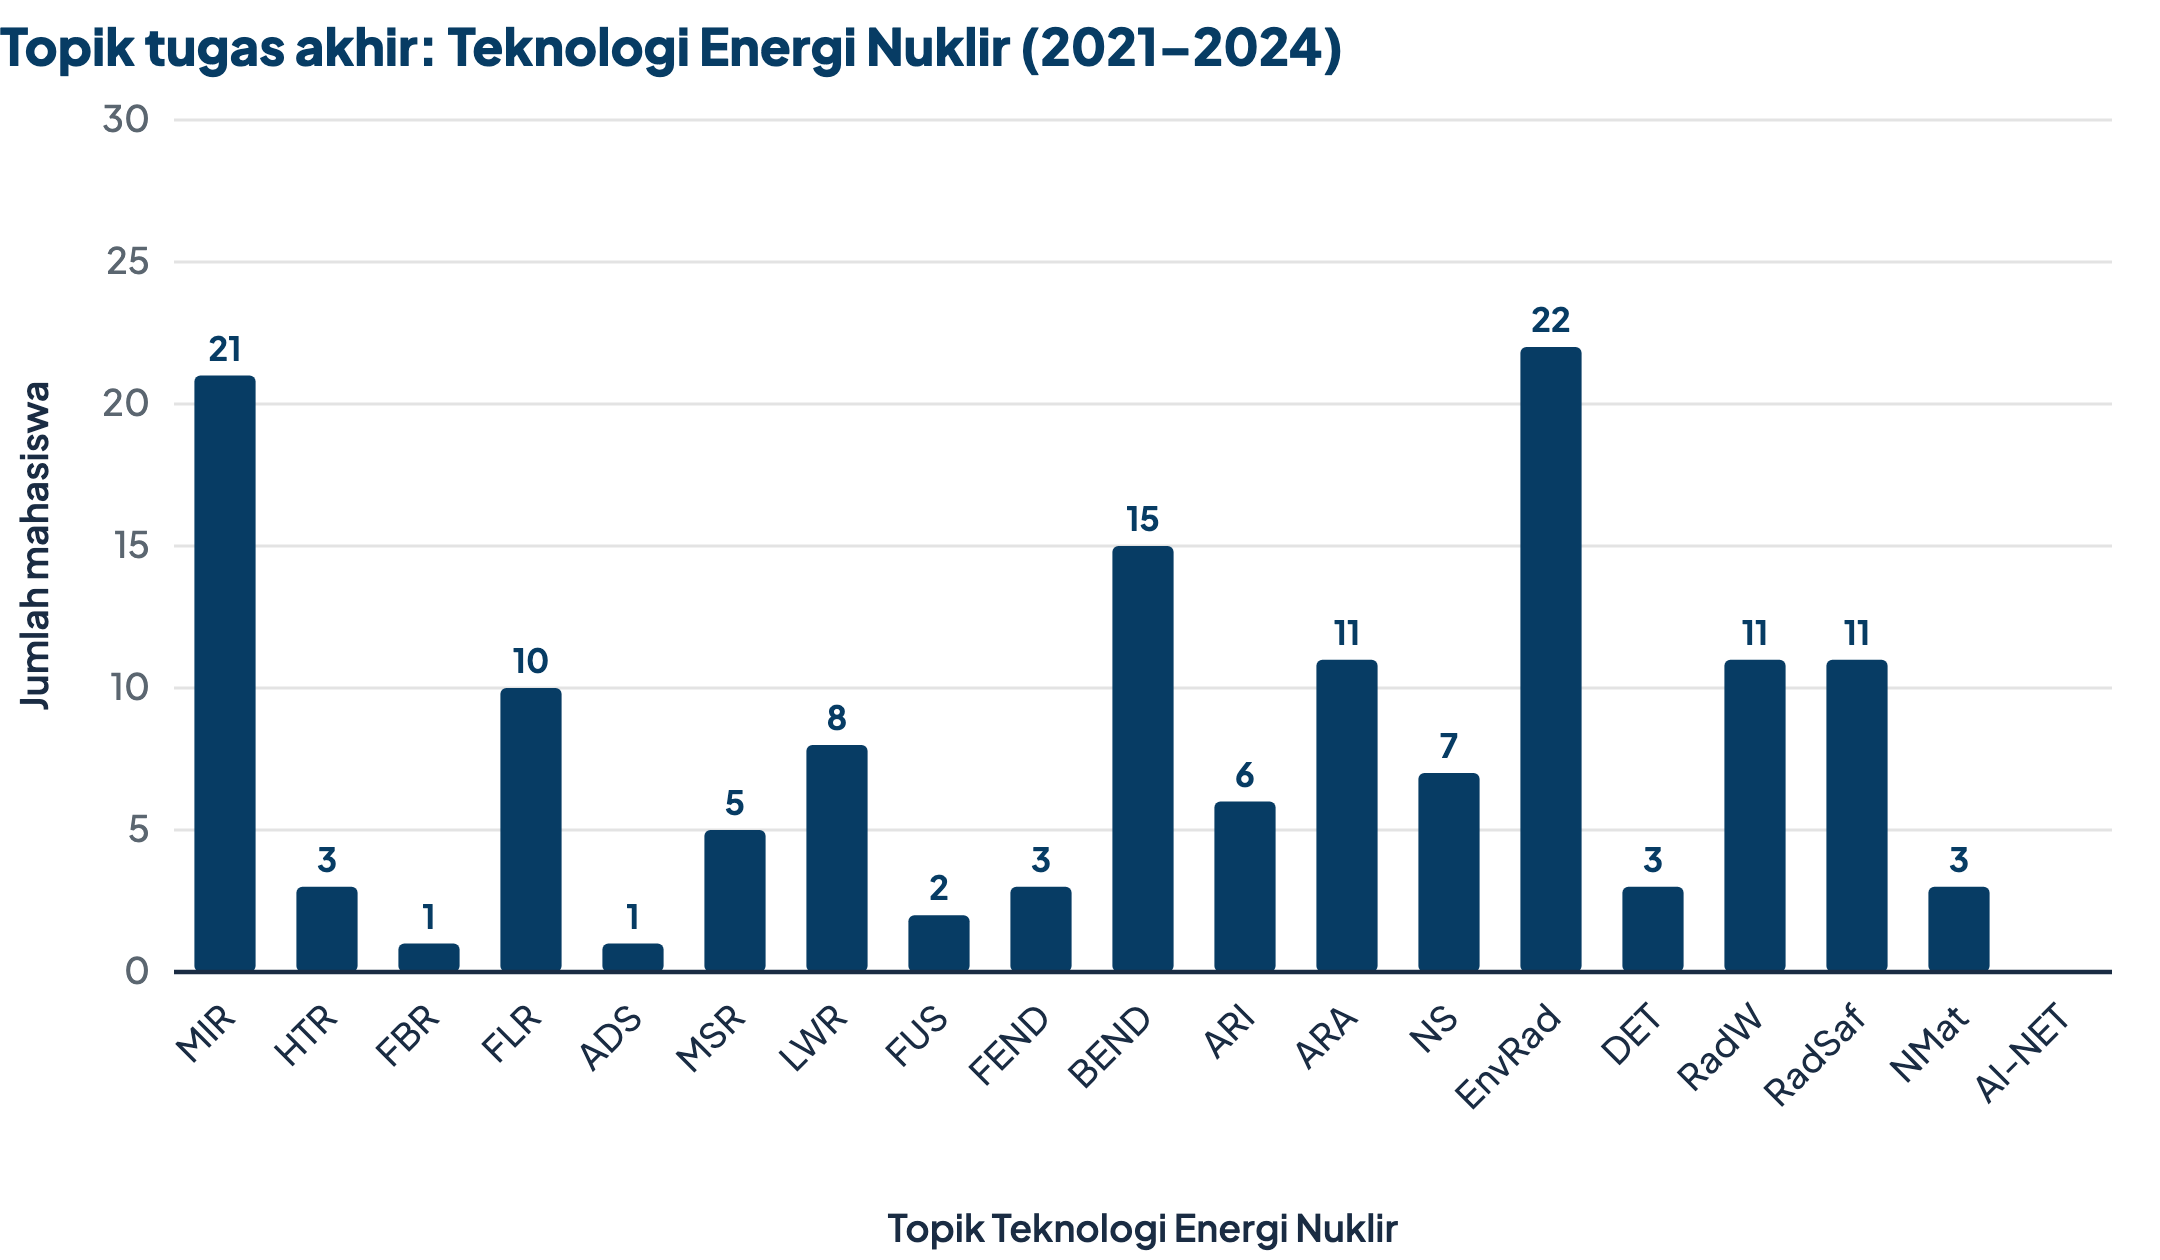 Topik tugas akhir: Teknologi Energi Nuklir (2021–2024)
30
25
20
15
10
5
0
Jumlah mahasiswa
21
3
1
10
1
5
8
2
3
15
6
11
7
22
3
11
11
3
MIR
HTR
FBR
FLR
ADS
MSR
LWR
FUS
FEND
BEND
ARI
ARA
NS
EnvRad
DET
RadW
RadSaf
NMat
AI-NET
Topik Teknologi Energi Nuklir